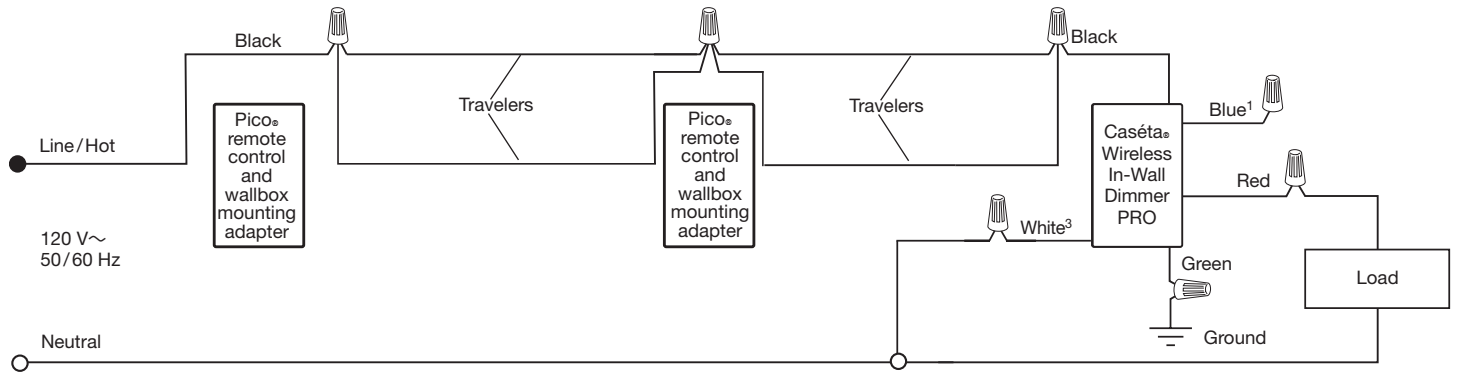 Black
Black
Travelers
Travelers
Blue¹
Line/Hot
Pico®
remote
control
and
wallbox
mounting
adapter
Pico®
remote
control
and
wallbox
mounting
adapter
Caséta®
Wireless
In-Wall
Dimmer
PRO
Red
White³
120 V~
50/60 Hz
Green
Load
Ground
Neutral